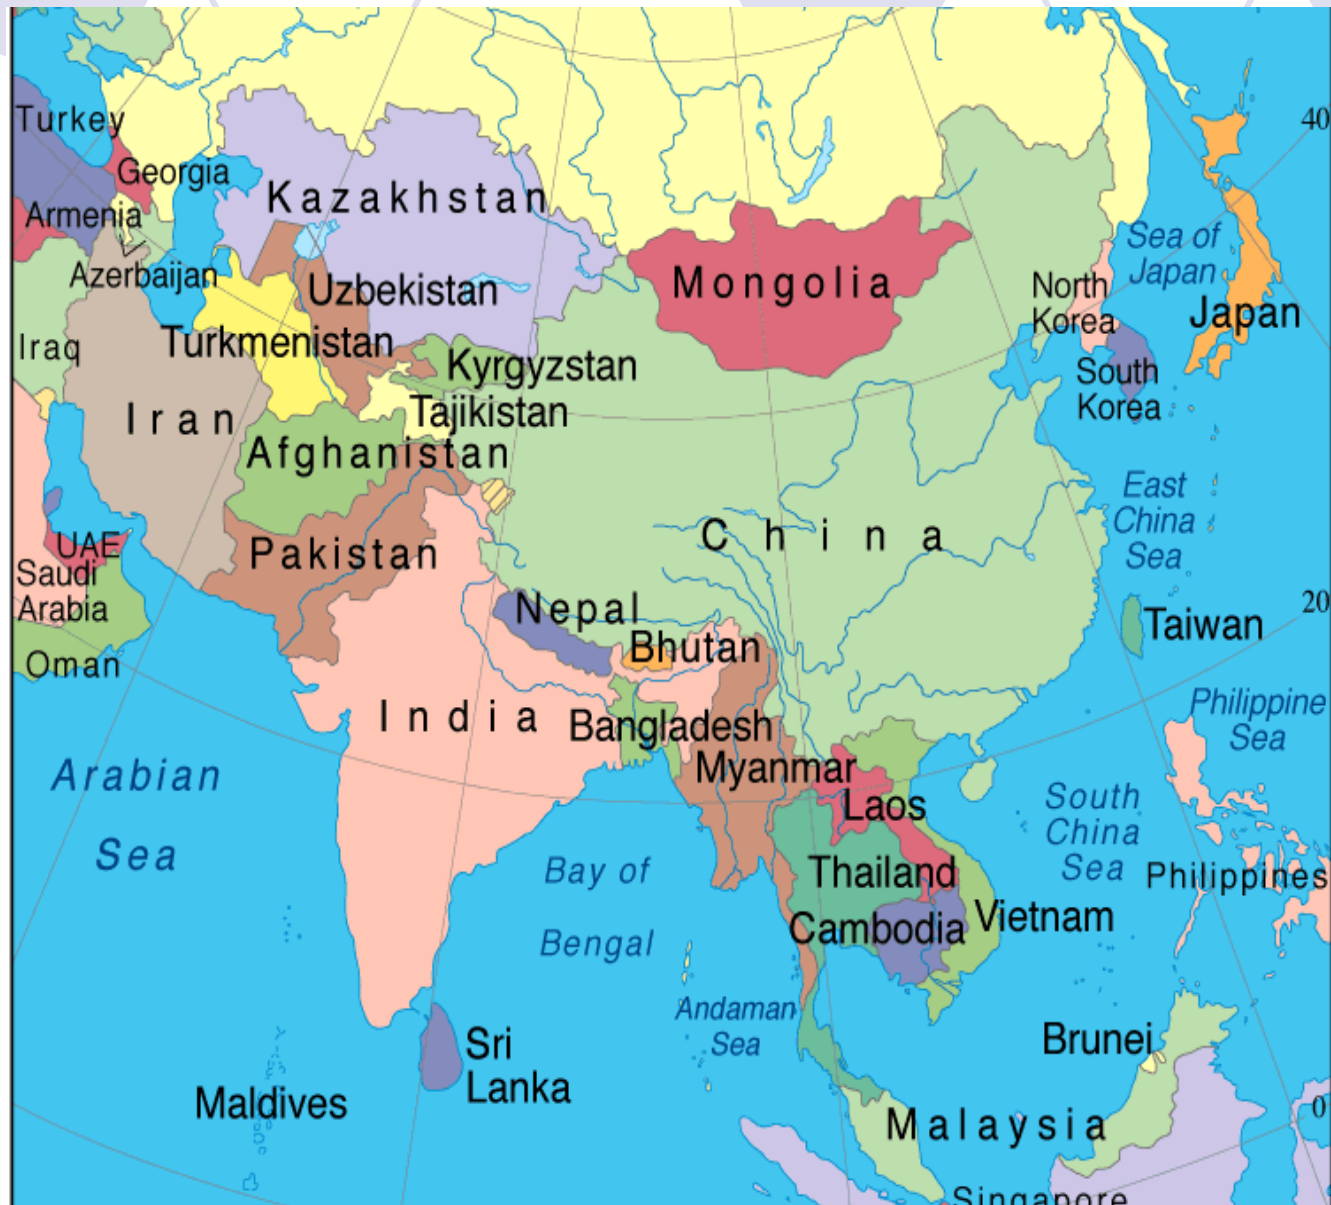 Turkey
40
Georgia
Kazakhstan
Armenia
Sea of
Japan
Azerbaijan
Mongolia
North
Korea
Uzbekistan
Japan
Iraq
Turkmenistan
Kyrgyzstan
South
Korea
Iran
Tajikistan
Afghanistan
East
China
Sea
China
UAE
Pakistan
Saudi
Arabia
Nepal
20
Taiwan
Bhutan
Oman
India
Bangladesh
Philippine
Sea
Arabian
Sea
Myanmar
Laos
South
China
Sea
Bay of
Bengal
Thailand
Philippines
Cambodia
Vietnam
Andaman
Sea
Brunei
Sri
Lanka
Maldives
0
Malaysia
Singapore